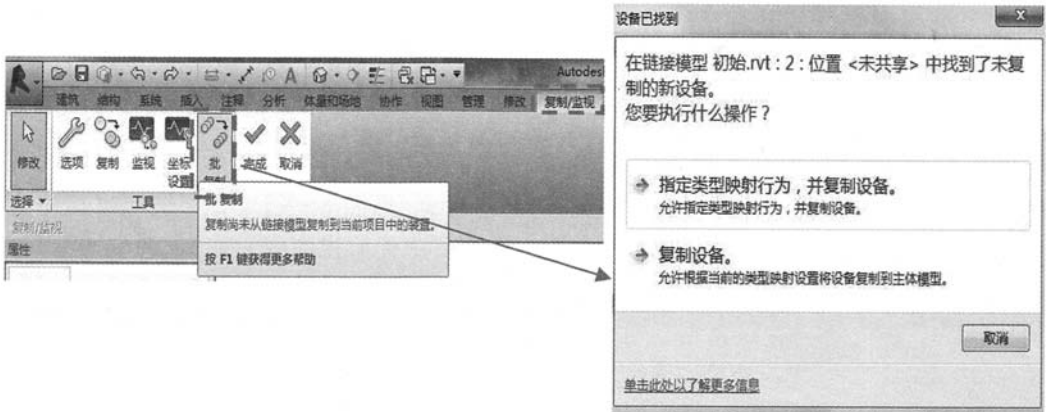 Autodes
建筑 结构 系统 插入 注释 分析 体量和场地 协作 视图 管理 修改 复制/监视
修改 选项 复制 监视 坐标设置 批 完成 取消
选择 工具
批 复制
复制/监视
复制尚未从链接模型复制到当前项目中的装置。
属性
按 F1 键获得更多帮助
设备已找到
在链接模型 初始.rvt : 2 : 位置 <未共享> 中找到了未复
制的新设备。
您要执行什么操作？
指定类型映射行为，并复制设备。
允许指定类型映射行为，并复制设备。
复制设备。
允许根据当前的类型映射设置将设备复制到主体模型。
取消
单击此处以了解更多信息